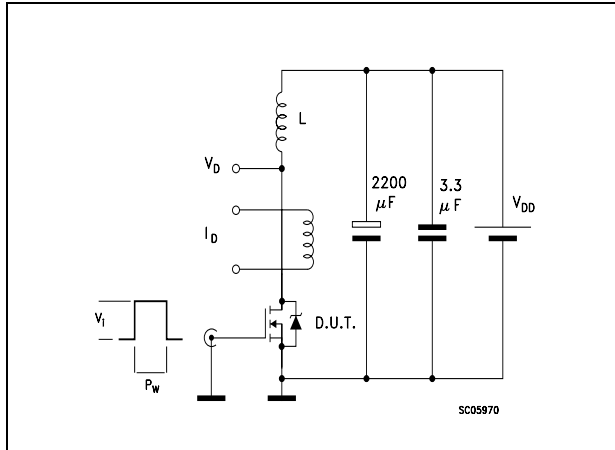 L
V_D
2200
μF
3.3
μF
V_DD
I_D
D.U.T.
V_i
P_W
SC05970